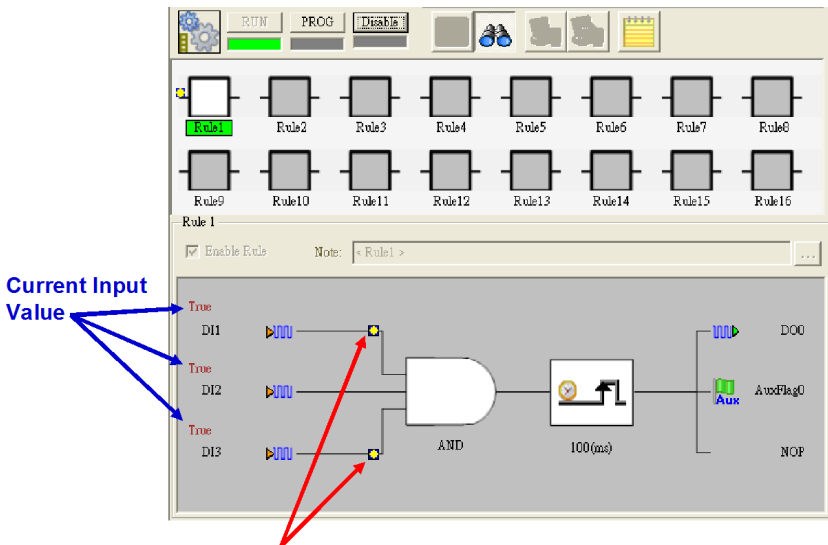 RUN PROG Disable
Rule1 Rule2 Rule3 Rule4 Rule5 Rule6 Rule7 Rule8
Rule9 Rule10 Rule11 Rule12 Rule13 Rule14 Rule15 Rule16
Rule 1
Enable Rule Note: < Rule1 > ...
Current Input
Value
True
DI1 DO0
True
DI2 Aux AuxFlag0
True
DI3 AND 100(ms) NOP